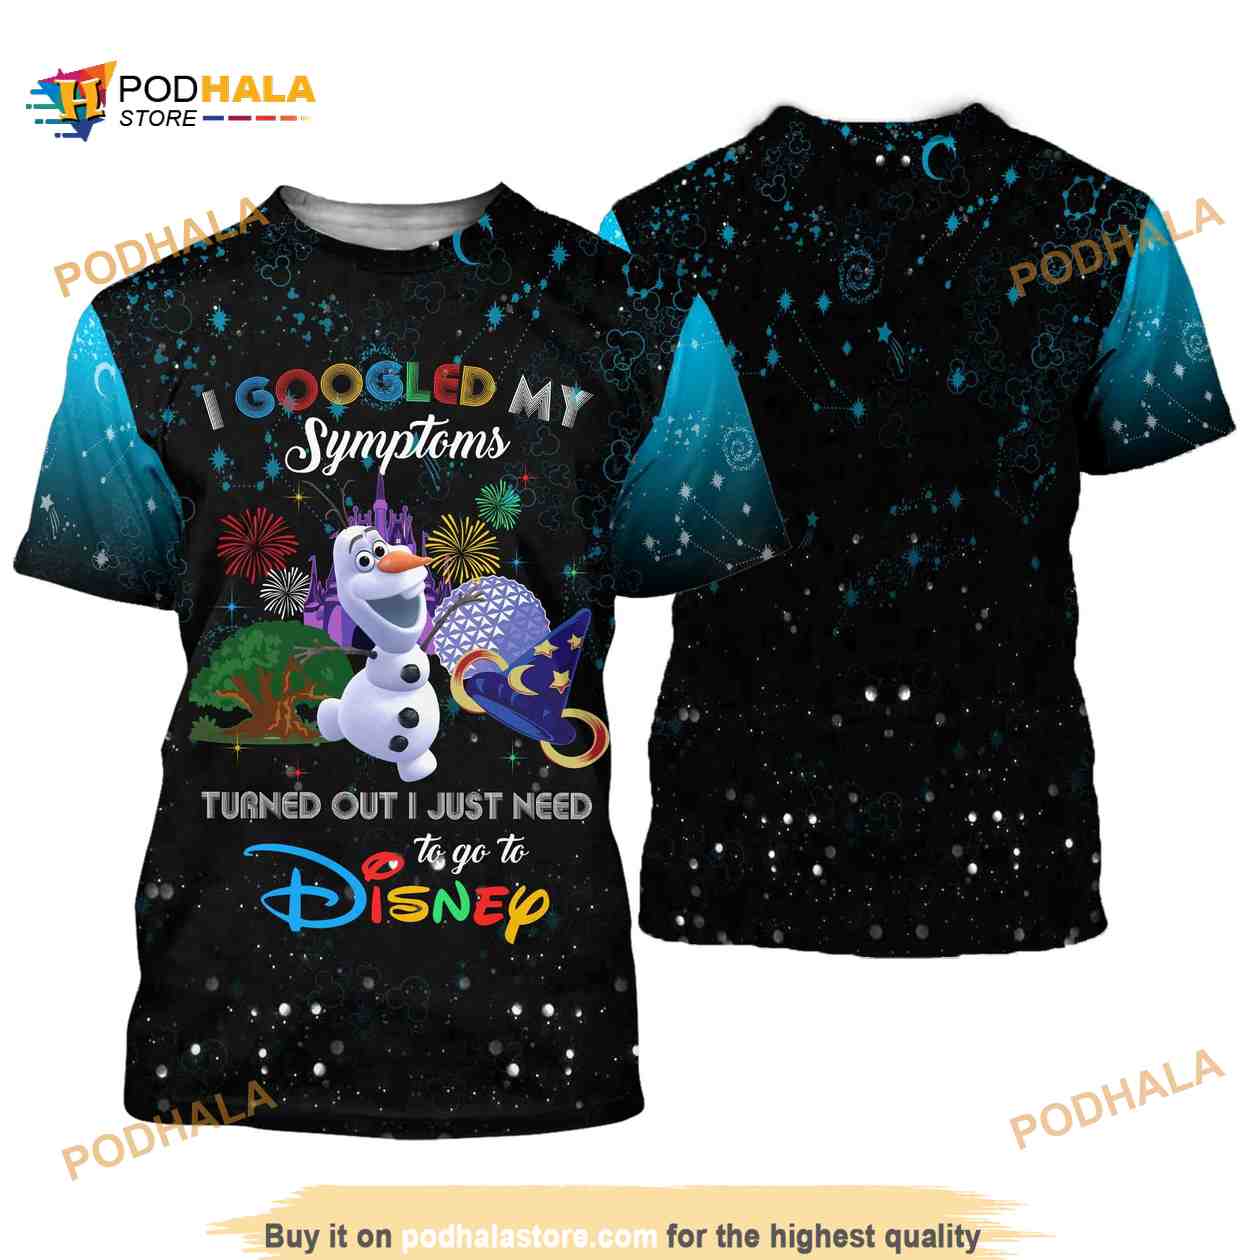 H
PODHALA
STORE
PODHALA
PODHALA
I GOOGLED MY
Symptoms
TURNED OUT I JUST NEED
to go to
DISNEY
PODHALA
PODHALA
Buy it on podhalastore.com for the highest quality